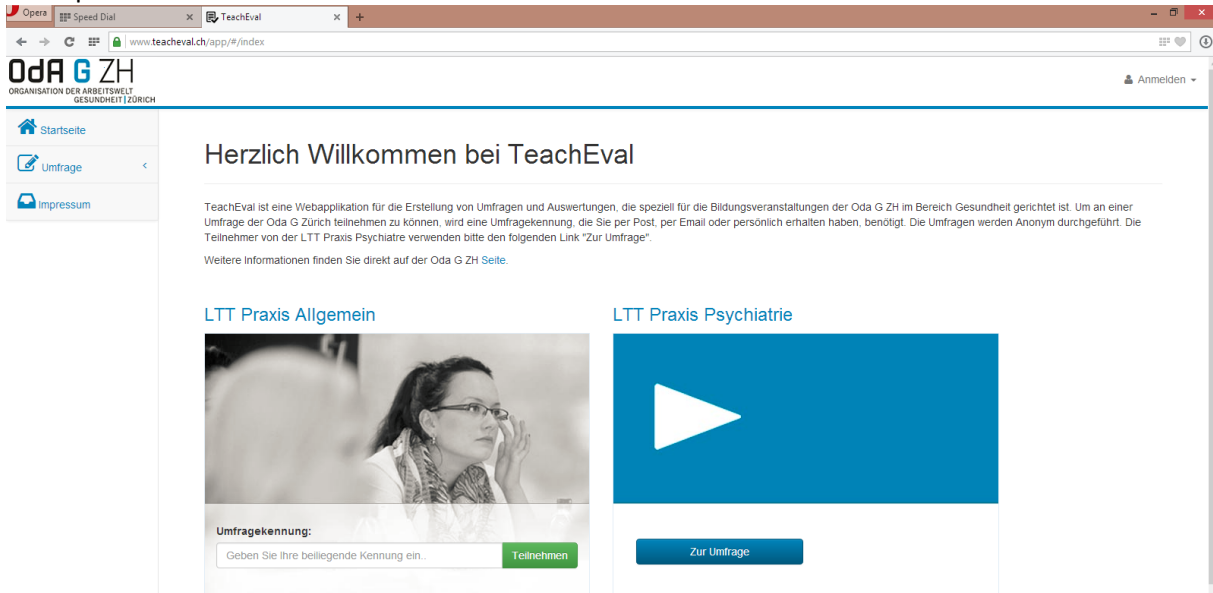 Opera
Speed Dial
TeachEval
www.teacheval.ch/app/#/index
OdA G ZH
ORGANISATION DER ARBEITSWELT
GESUNDHEIT | ZÜRICH
Anmelden
Startseite
Umfrage
Impressum
Herzlich Willkommen bei TeachEval
TeachEval ist eine Webapplikation für die Erstellung von Umfragen und Auswertungen, die speziell für die Bildungsveranstaltungen der Oda G ZH im Bereich Gesundheit gerichtet ist. Um an einer
Umfrage der Oda G Zürich teilnehmen zu können, wird eine Umfragekennung, die Sie per Post, per Email oder persönlich erhalten haben, benötigt. Die Umfragen werden Anonym durchgeführt. Die
Teilnehmer von der LTT Praxis Psychiatre verwenden bitte den folgenden Link "Zur Umfrage".
Weitere Informationen finden Sie direkt auf der Oda G ZH Seite.
LTT Praxis Allgemein
Umfragekennung:
Geben Sie Ihre beiliegende Kennung ein..
Teilnehmen
LTT Praxis Psychiatrie
Zur Umfrage